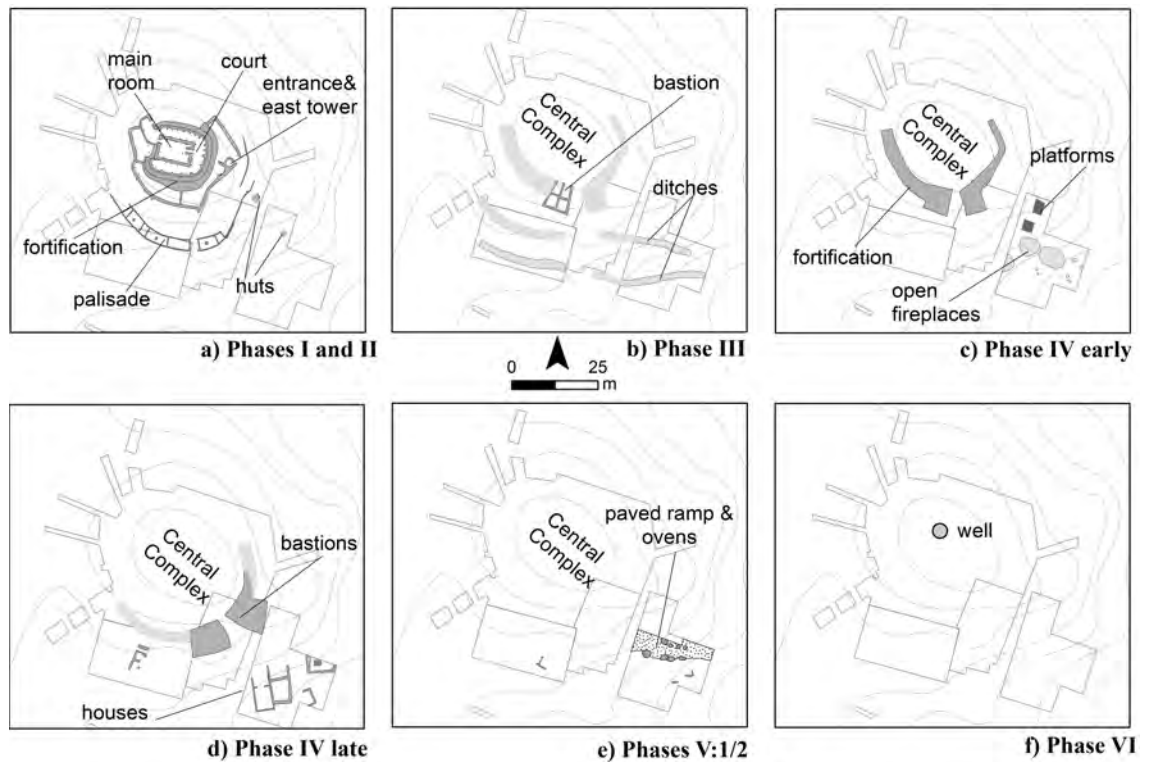 main
room
court
entrance&
east tower
fortification
palisade
huts
a) Phases I and II
Central
Complex
bastion
ditches
b) Phase III
Central
Complex
platforms
fortification
open
fireplaces
c) Phase IV early
0 25
m
Central
Complex
bastions
houses
d) Phase IV late
Central
Complex
paved ramp &
ovens
e) Phases V:1/2
well
f) Phase VI